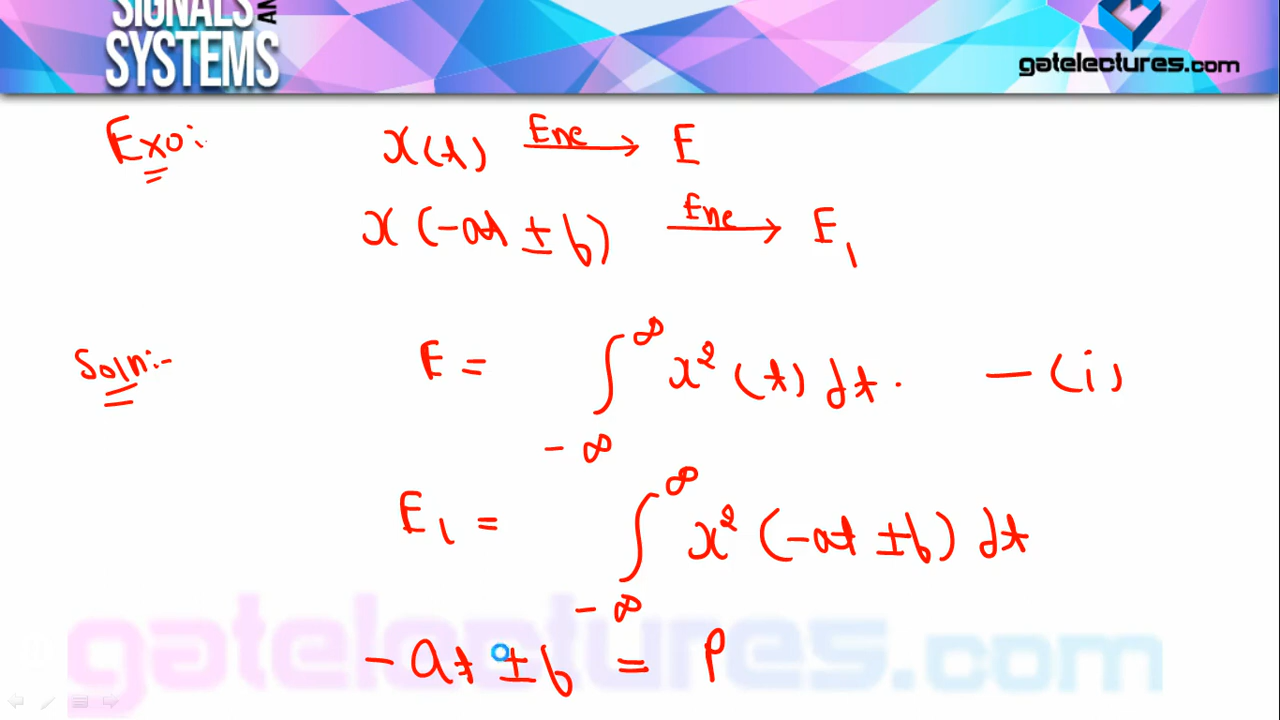 SIGNALS AND
SYSTEMS
gatelectures.com
Exo:
x(t) Ene → E
x(-at ± b) Ene → E₁
Soln:-
E = ∫_{-∞}^{∞} x²(t) dt. — (i)
E₁ = ∫_{-∞}^{∞} x²(-at ± b) dt
gatelectures.com
-at ± b = p